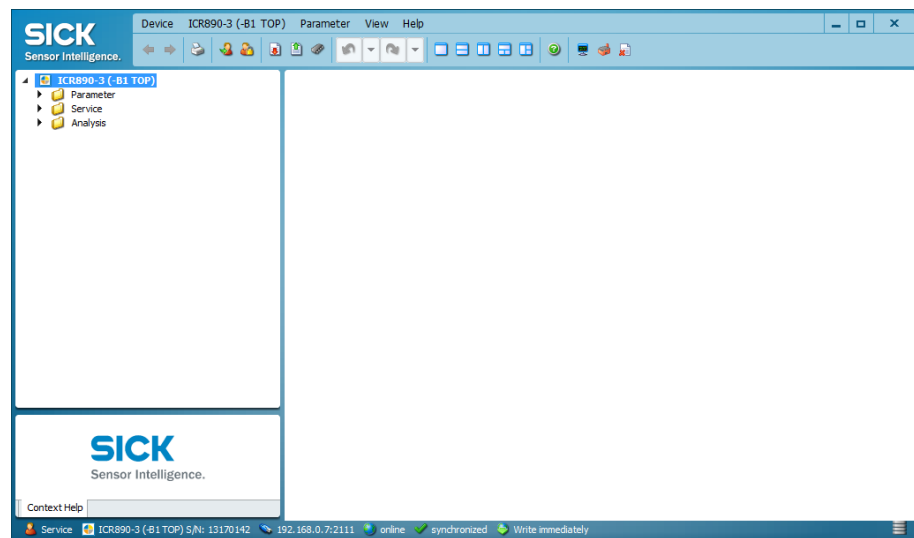 SICK
Sensor Intelligence.
Device ICR890-3 (-B1 TOP) Parameter View Help
ICR890-3 (-B1 TOP)
Parameter
Service
Analysis
SICK
Sensor Intelligence.
Context Help
Service ICR890-3 (-B1 TOP) S/N: 13170142 192.168.0.7:2111 online synchronized Write immediately